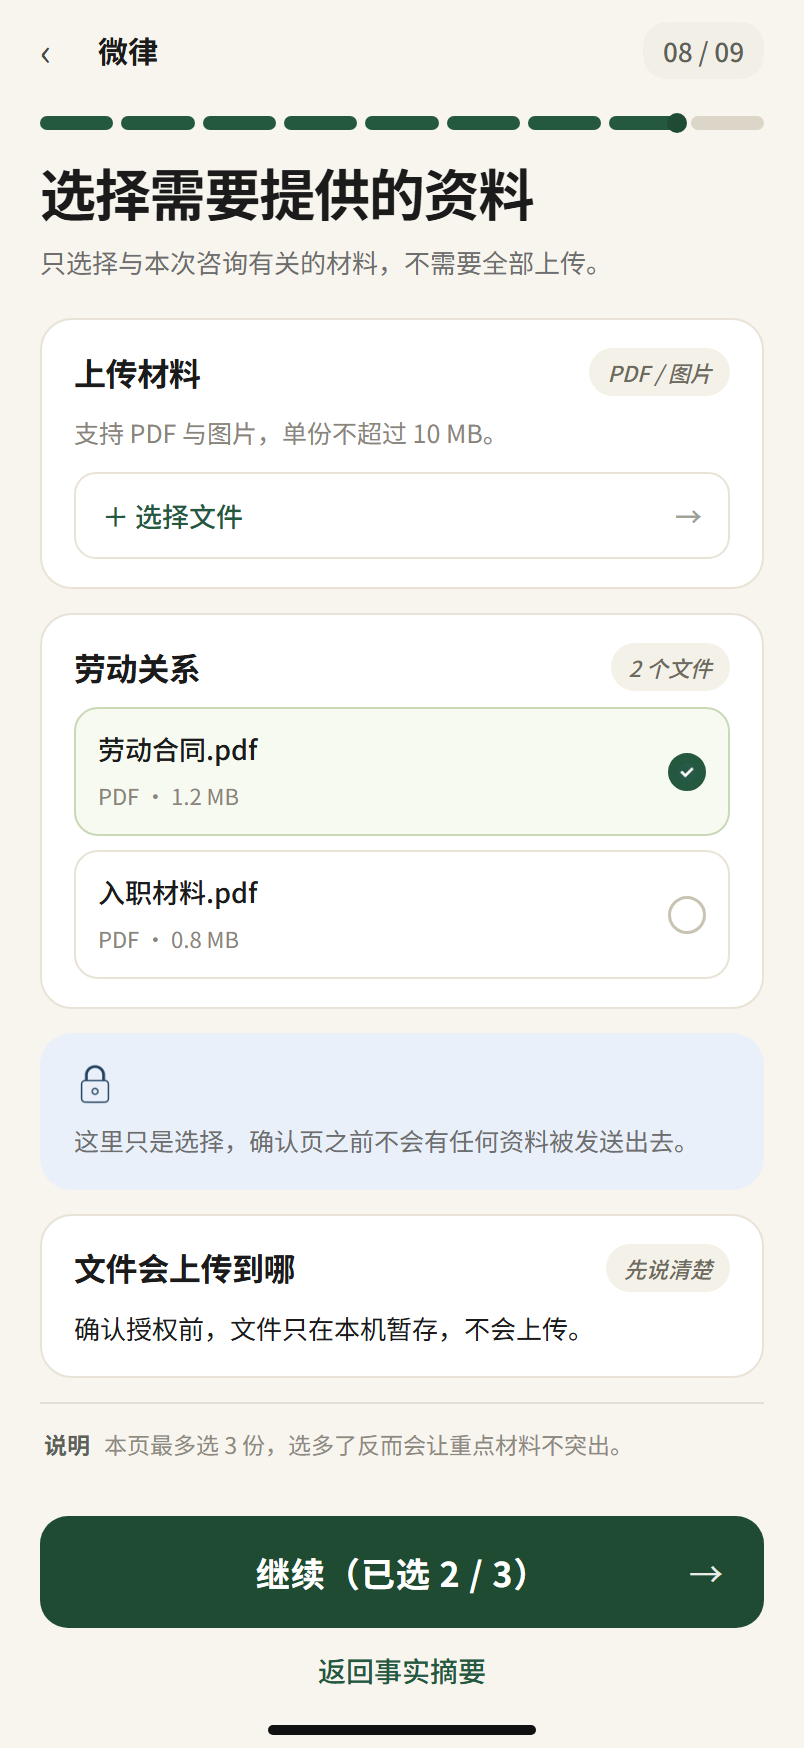 ‹ 微律 08 / 09
选择需要提供的资料
只选择与本次咨询有关的材料，不需要全部上传。
上传材料 PDF / 图片
支持 PDF 与图片，单份不超过 10 MB。
＋ 选择文件 →
劳动关系 2 个文件
劳动合同.pdf
PDF · 1.2 MB
入职材料.pdf
PDF · 0.8 MB
这里只是选择，确认页之前不会有任何资料被发送出去。
文件会上传到哪 先说清楚
确认授权前，文件只在本机暂存，不会上传。
说明 本页最多选 3 份，选多了反而会让重点材料不突出。
继续（已选 2 / 3） →
返回事实摘要